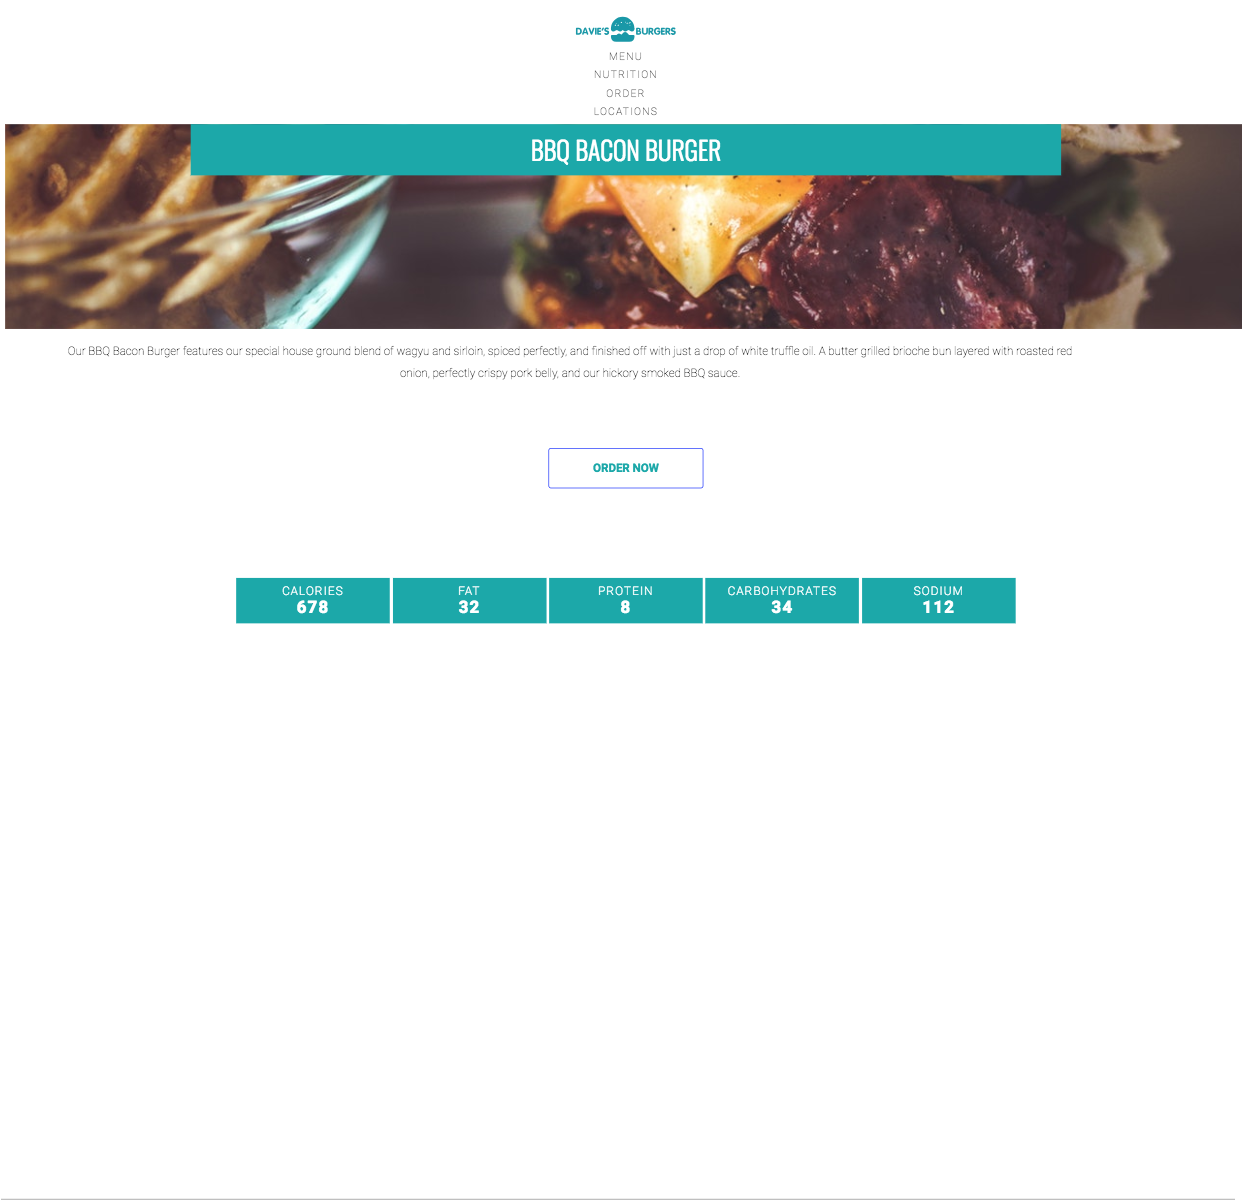 DAVIE'S BURGERS
MENU
NUTRITION
ORDER
LOCATIONS
BBQ BACON BURGER
Our BBQ Bacon Burger features our special house ground blend of wagyu and sirloin, spiced perfectly, and finished off with just a drop of white truffle oil. A butter grilled brioche bun layered with roasted red
onion, perfectly crispy pork belly, and our hickory smoked BBQ sauce.
ORDER NOW
CALORIES FAT PROTEIN CARBOHYDRATES SODIUM
678 32 8 34 112